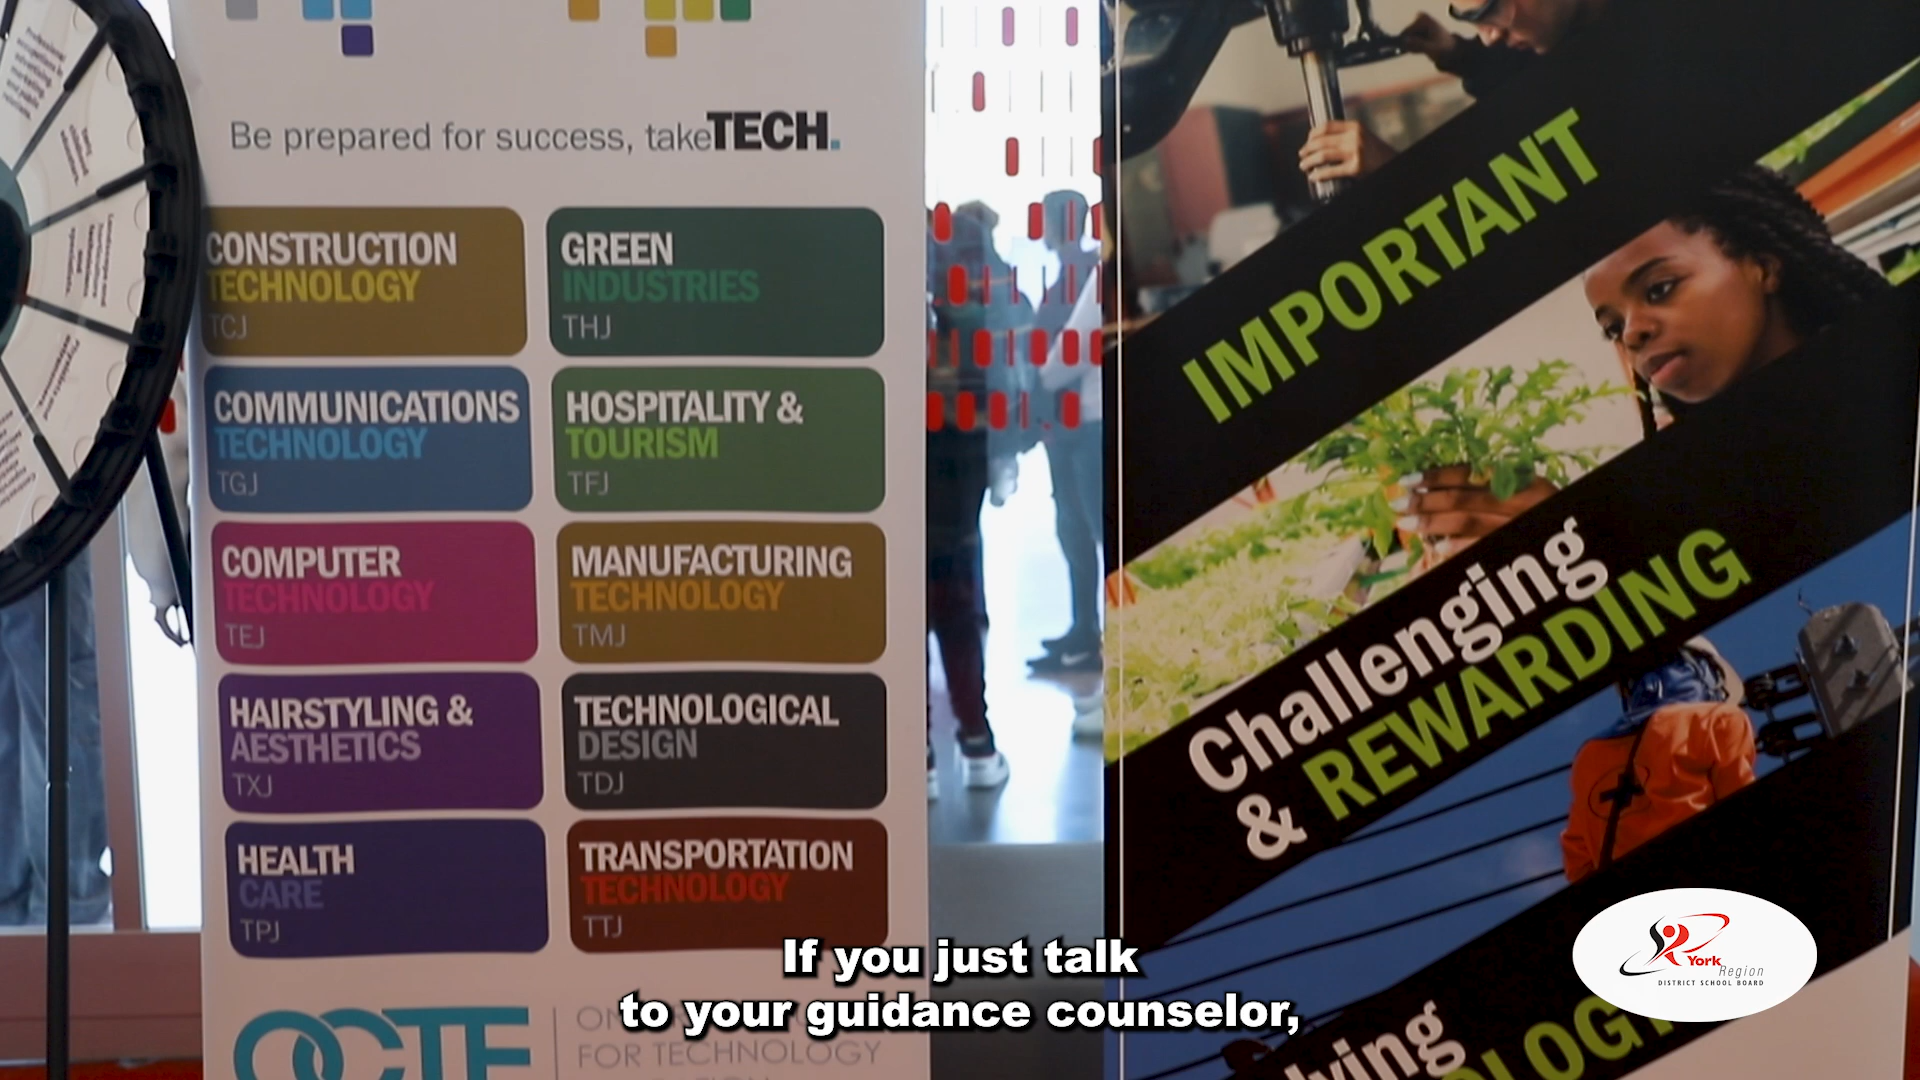 Be prepared for success, takeTECH.
CONSTRUCTION
TECHNOLOGY
TCJ
GREEN
INDUSTRIES
THJ
COMMUNICATIONS
TECHNOLOGY
TGJ
HOSPITALITY &
TOURISM
TFJ
COMPUTER
TECHNOLOGY
TEJ
MANUFACTURING
TECHNOLOGY
TMJ
HAIRSTYLING &
AESTHETICS
TXJ
TECHNOLOGICAL
DESIGN
TDJ
HEALTH
CARE
TPJ
TRANSPORTATION
TECHNOLOGY
TTJ
OCTE
FOR TECHNOLOGY
IMPORTANT
Challenging
& REWARDING
If you just talk
to your guidance counselor,
York Region
DISTRICT SCHOOL BOARD